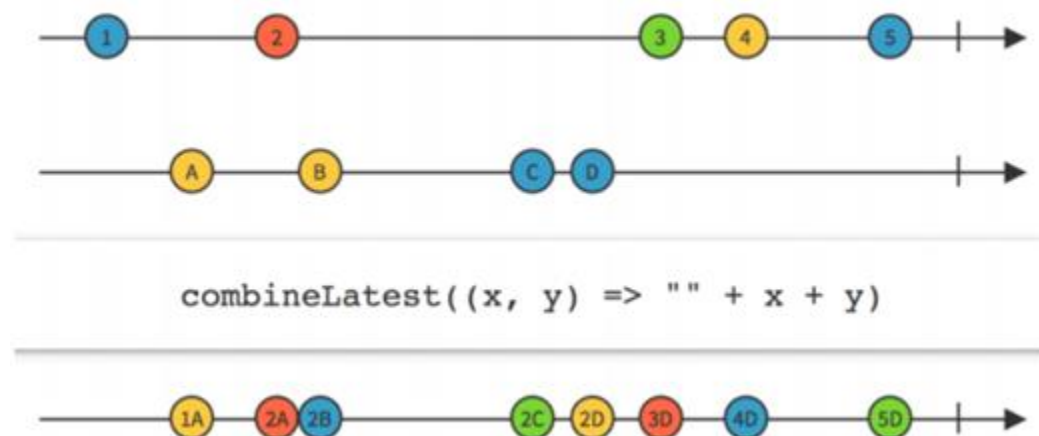 1 2 3 4 5
A B C D
combineLatest((x, y) => "" + x + y)
1A 2A 2B 2C 2D 3D 4D 5D